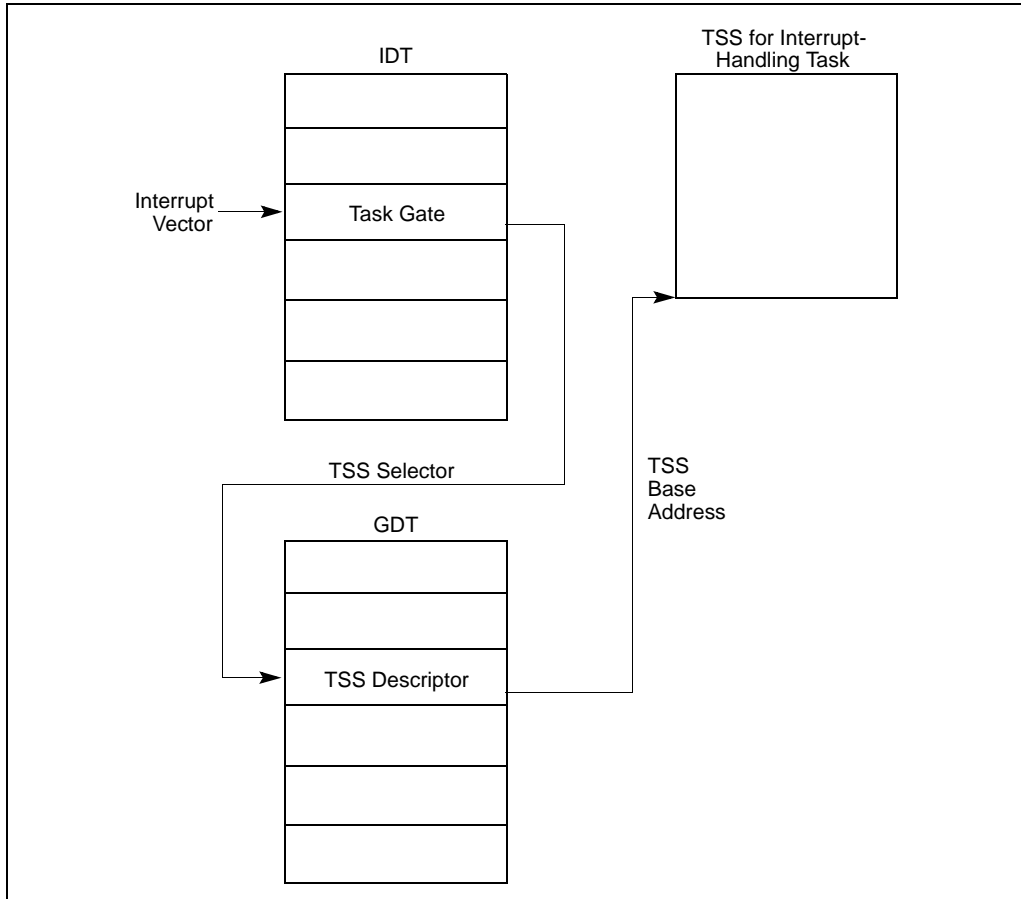 IDT
TSS for Interrupt-
Handling Task
Interrupt
Vector
Task Gate
TSS Selector
TSS
Base
Address
GDT
TSS Descriptor